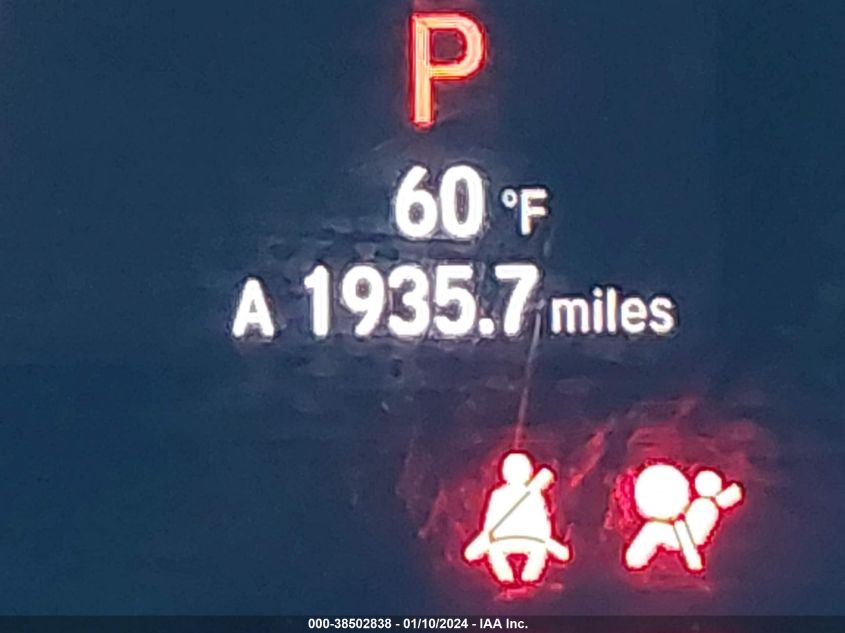 P
60 °F
A 1935.7 miles
000-38502838 - 01/10/2024 - IAA Inc.